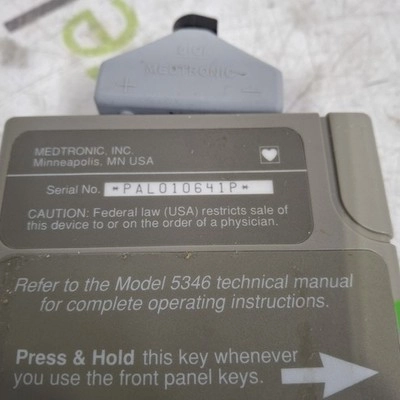 MEDTRONIC
MEDTRONIC, INC.
Minneapolis, MN USA
Serial No. *PAL010641P*
CAUTION: Federal law (USA) restricts sale of
this device to or on the order of a physician.
Refer to the Model 5346 technical manual
for complete operating instructions.
Press & Hold this key whenever
you use the front panel keys.